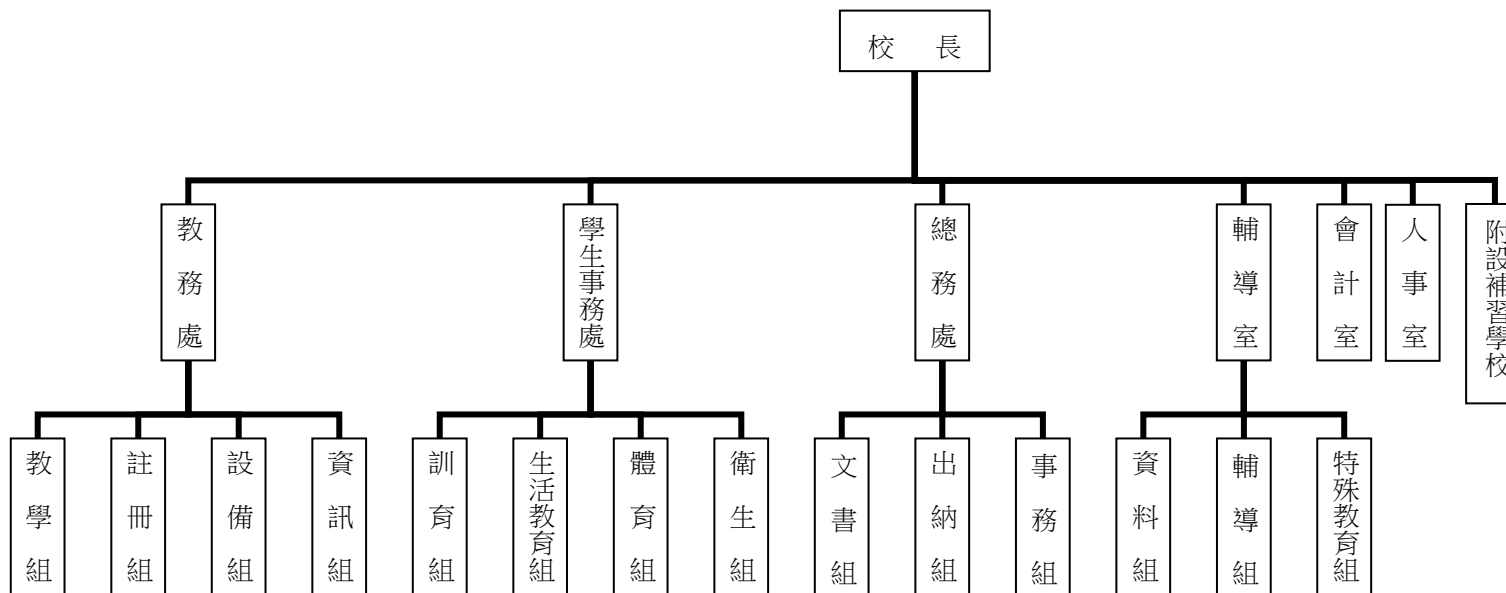 校長
教務處
學生事務處
總務處
輔導室
會計室
人事室
附設補習學校
教學組
註冊組
設備組
資訊組
訓育組
生活教育組
體育組
衛生組
文書組
出納組
事務組
資料組
輔導組
特殊教育組